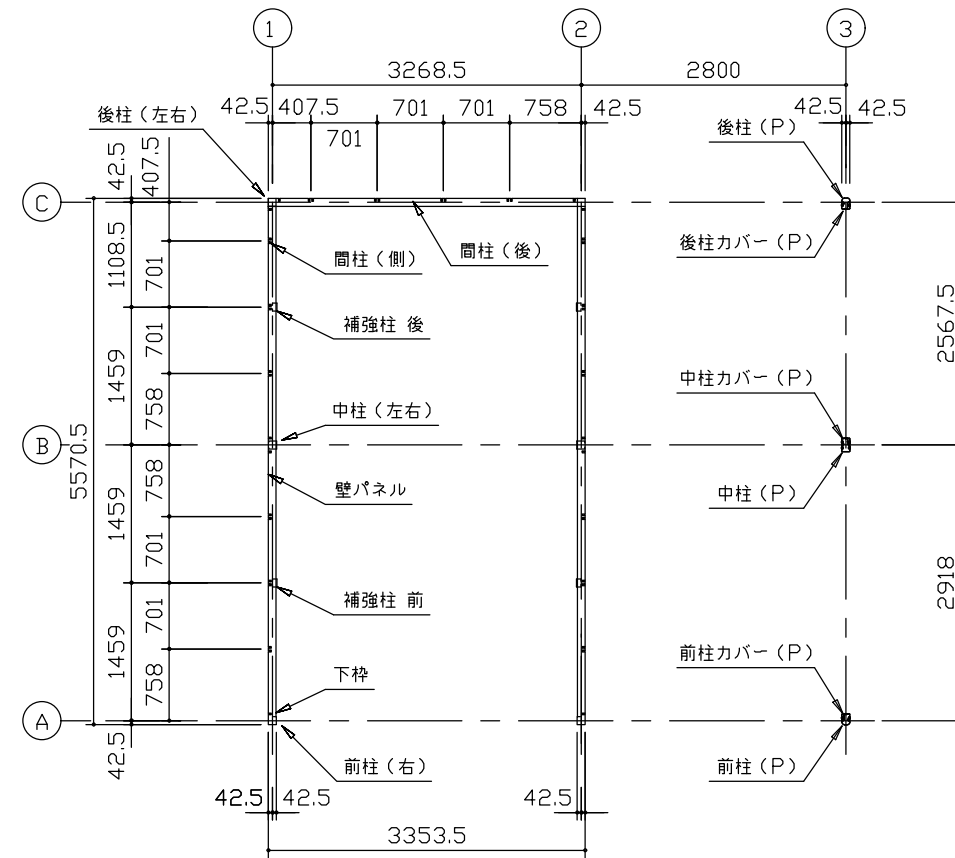 1
2
3
3268.5
2800
42.5
407.5
701
701
758
42.5
42.5
42.5
701
後柱（左右）
後柱（P）
42.5
407.5
C
間柱（側）
間柱（後）
後柱カバー（P）
1108.5
701
補強柱 後
2567.5
701
1459
758
中柱（左右）
中柱カバー（P）
B
5570.5
758
壁パネル
中柱（P）
1459
701
補強柱 前
2918
701
1459
758
下枠
前柱カバー（P）
A
42.5
前柱（右）
前柱（P）
42.5
42.5
42.5
3353.5